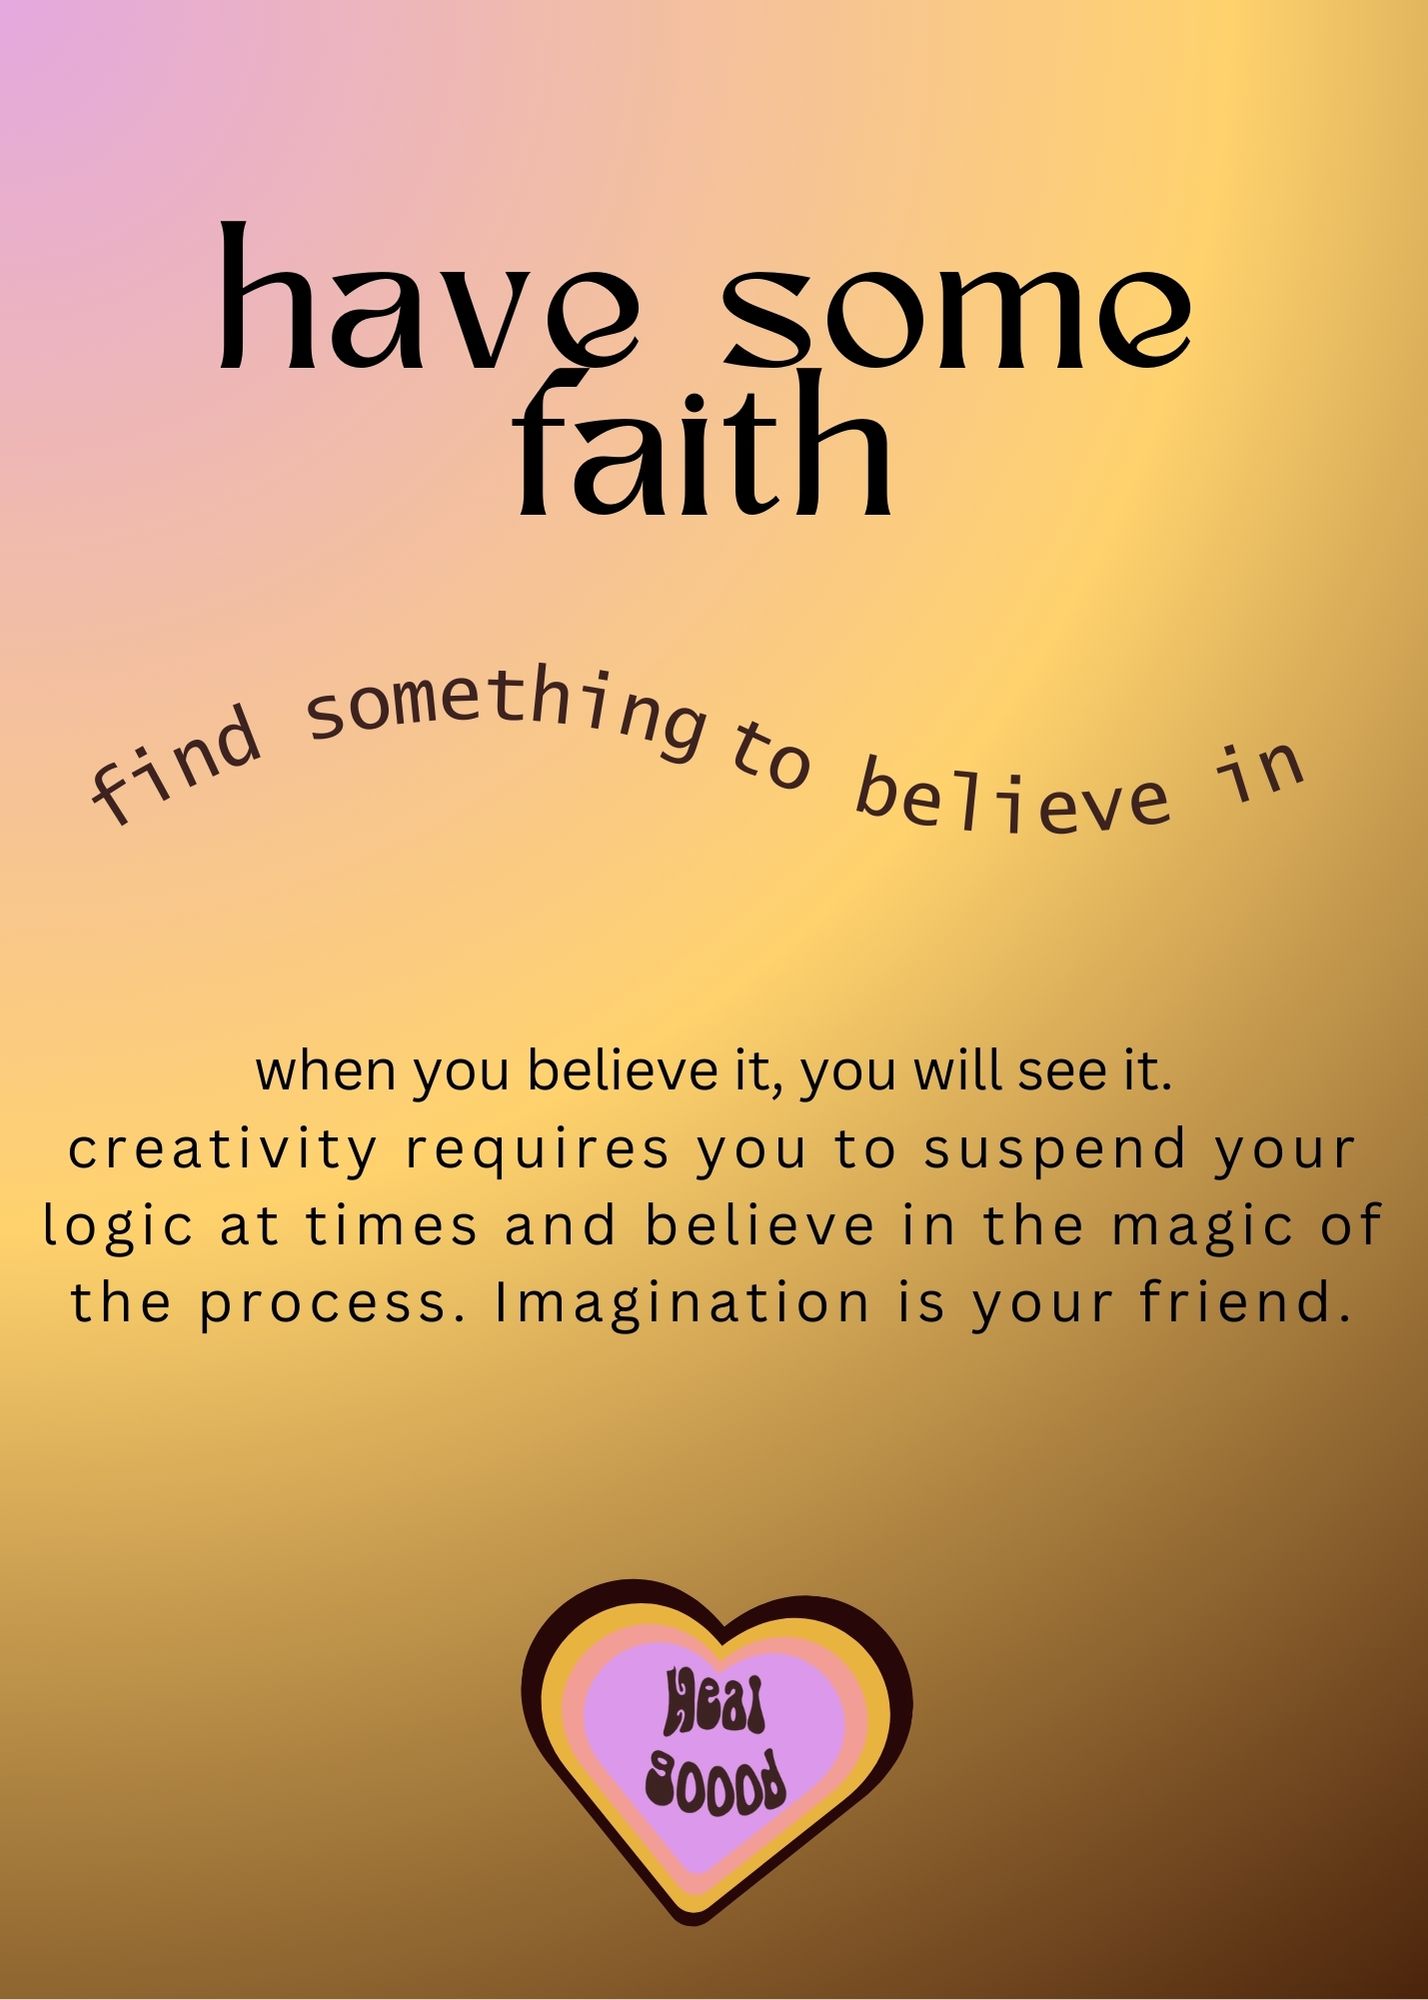 have some
faith
find something to believe in
when you believe it, you will see it.
creativity requires you to suspend your
logic at times and believe in the magic of
the process. Imagination is your friend.
Heal
goood